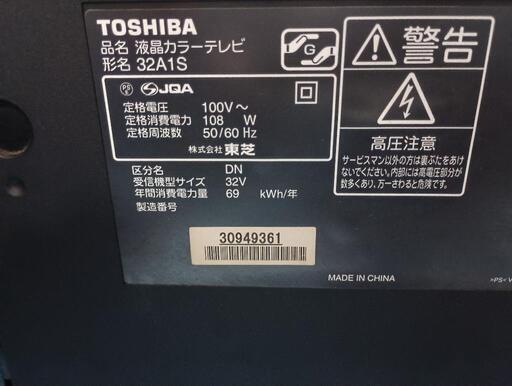 TOSHIBA
品名 液晶カラーテレビ
形名 32A1S
G
PS E JQA
定格電圧 100V～
定格消費電力 108 W
定格周波数 50/60 Hz
株式会社 東芝
区分名 DN
受信機型サイズ 32V
年間消費電力量 69 kWh/年
製造番号
30949361
警告
高圧注意
サービスマン以外の方は裏ぶたをあけ
ないでください。内部には高電圧部分が
数多くあり、万一さわると危険です。
MADE IN CHINA
>PS< V